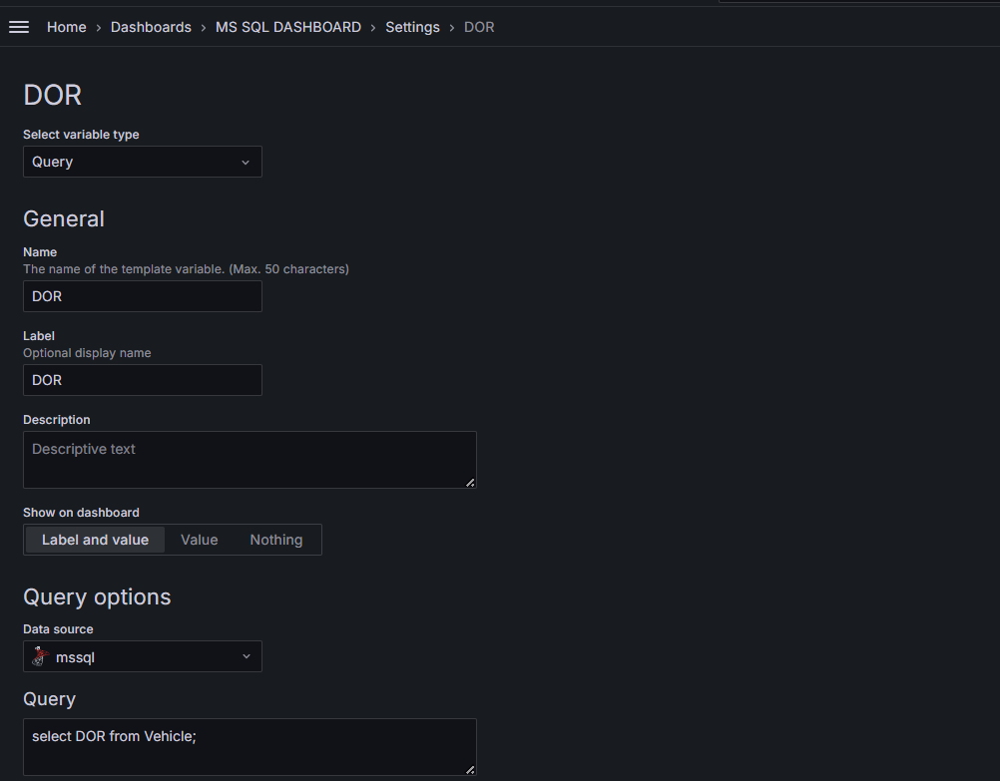 Home › Dashboards › MS SQL DASHBOARD › Settings › DOR
DOR
Select variable type
Query
General
Name
The name of the template variable. (Max. 50 characters)
DOR
Label
Optional display name
DOR
Description
Descriptive text
Show on dashboard
Label and value Value Nothing
Query options
Data source
mssql
Query
select DOR from Vehicle;